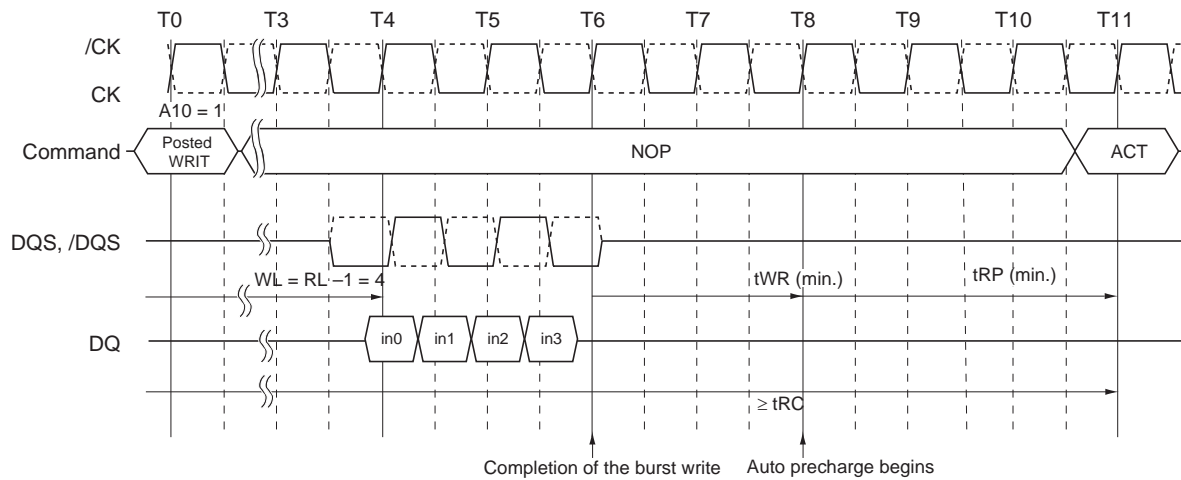 T0 T3 T4 T5 T6 T7 T8 T9 T10 T11
/CK
CK
A10 = 1
Command Posted WRIT NOP ACT
DQS, /DQS
WL = RL –1 = 4 tWR (min.) tRP (min.)
DQ in0 in1 in2 in3
≥ tRC
Completion of the burst write Auto precharge begins